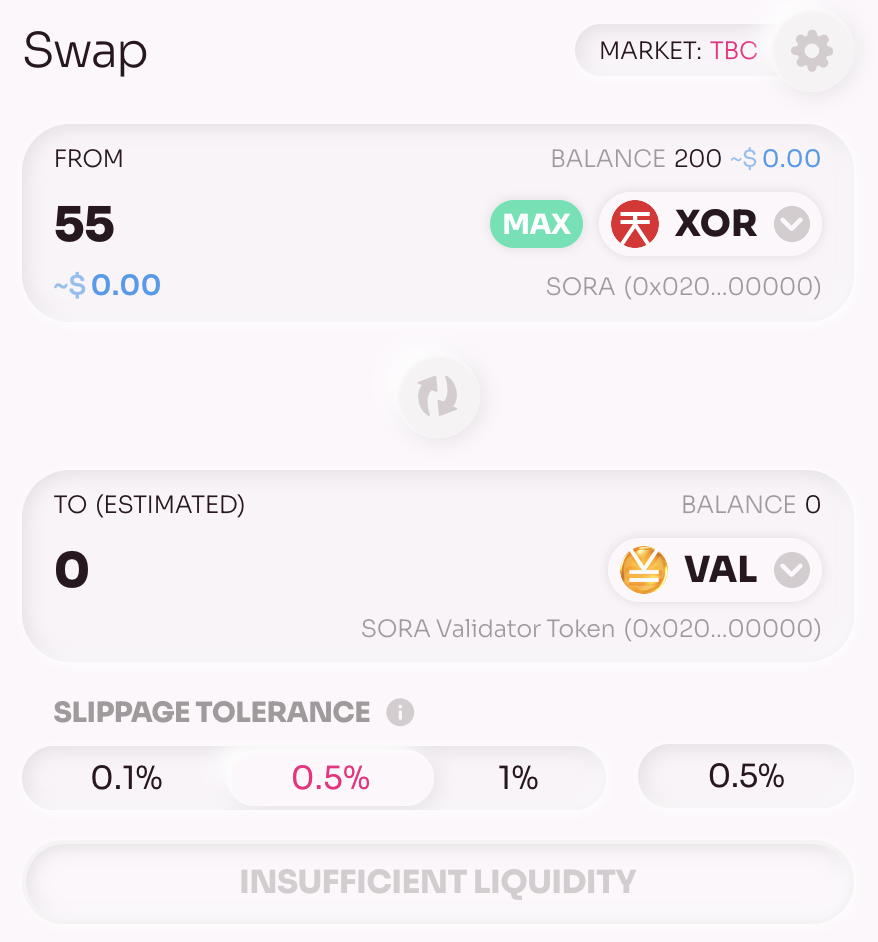 Swap
MARKET: TBC
FROM
BALANCE 200 ~$ 0.00
55
MAX
天 XOR
~$ 0.00
SORA (0x020...00000)
TO (ESTIMATED)
BALANCE 0
0
VAL
SORA Validator Token (0x020...00000)
SLIPPAGE TOLERANCE i
0.1%
0.5%
1%
0.5%
INSUFFICIENT LIQUIDITY